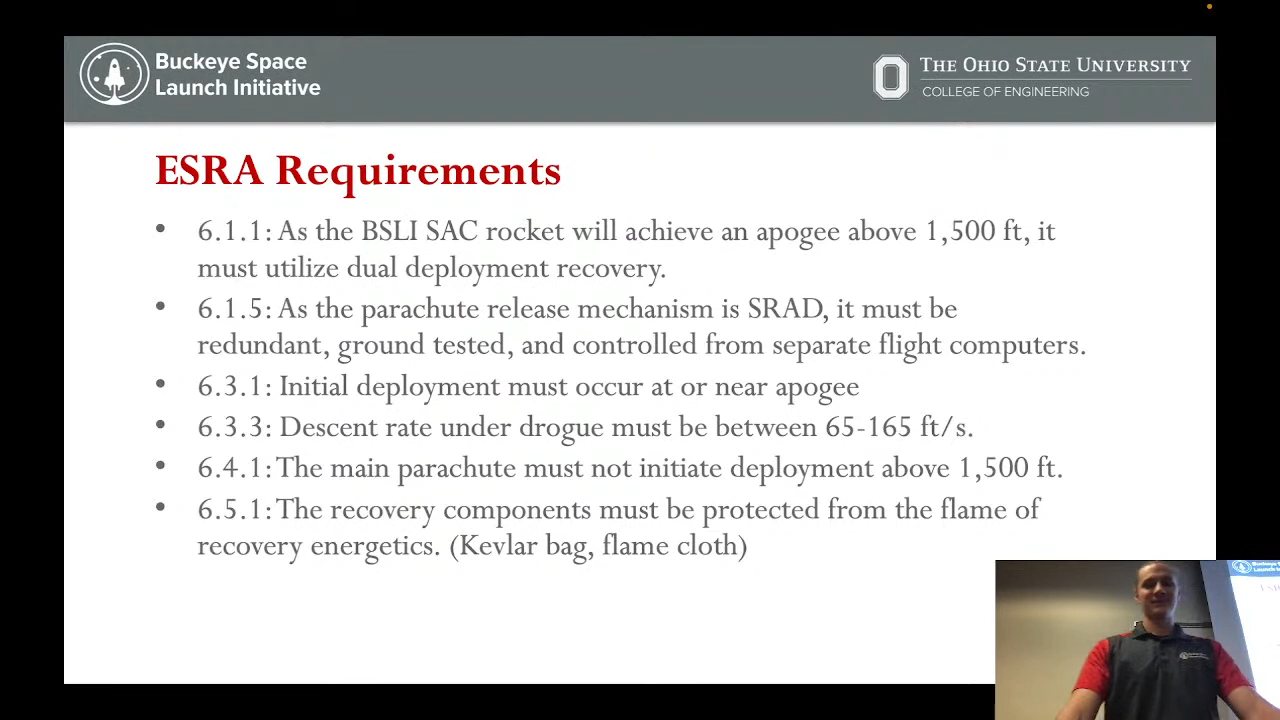 Buckeye Space
Launch Initiative
THE OHIO STATE UNIVERSITY
COLLEGE OF ENGINEERING
ESRA Requirements
• 6.1.1: As the BSLI SAC rocket will achieve an apogee above 1,500 ft, it
must utilize dual deployment recovery.
• 6.1.5: As the parachute release mechanism is SRAD, it must be
redundant, ground tested, and controlled from separate flight computers.
• 6.3.1: Initial deployment must occur at or near apogee
• 6.3.3: Descent rate under drogue must be between 65-165 ft/s.
• 6.4.1: The main parachute must not initiate deployment above 1,500 ft.
• 6.5.1: The recovery components must be protected from the flame of
recovery energetics. (Kevlar bag, flame cloth)